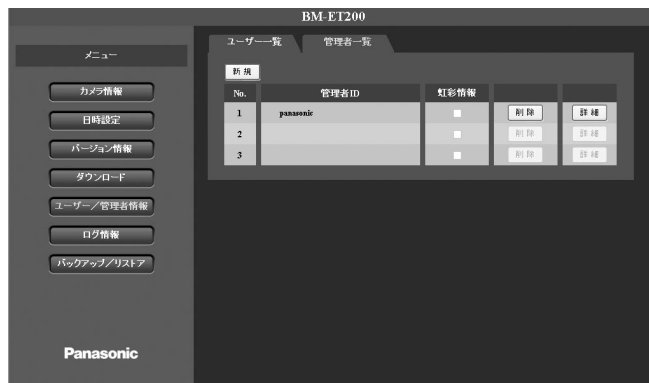 BM-ET200
メニュー
カメラ情報
日時設定
バージョン情報
ダウンロード
ユーザー／管理者情報
ログ情報
バックアップ／リストア
Panasonic
ユーザー一覧 管理者一覧
新規
No. 管理者ID 虹彩情報
1 panasonic 削除 詳細
2 削除 詳細
3 削除 詳細